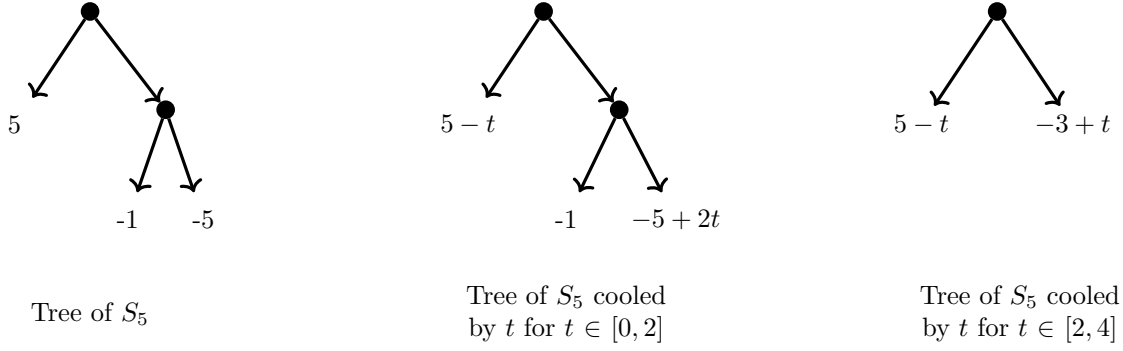 5
-1
-5
Tree of S₅
5 − t
-1
−5 + 2t
Tree of S₅ cooled
by t for t ∈ [0, 2]
5 − t
−3 + t
Tree of S₅ cooled
by t for t ∈ [2, 4]